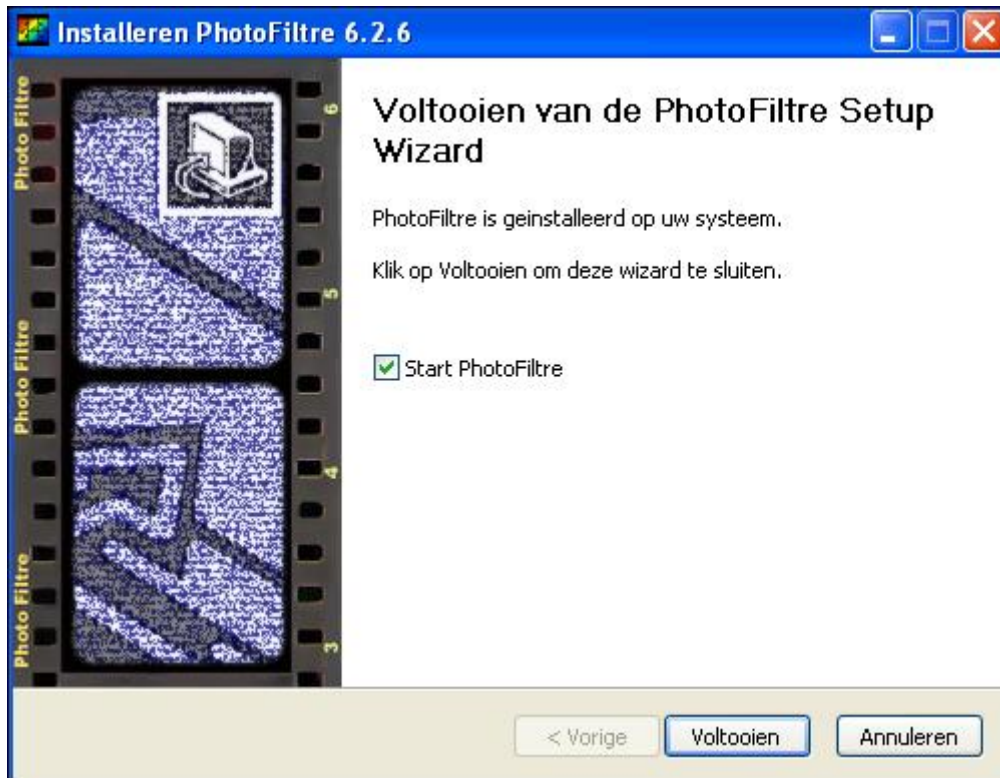 Installeren PhotoFiltre 6.2.6
Photo Filtre
Photo Filtre
Photo Filtre
6
5
4
3
Voltooien van de PhotoFiltre Setup
Wizard
PhotoFiltre is geinstalleerd op uw systeem.
Klik op Voltooien om deze wizard te sluiten.
Start PhotoFiltre
< Vorige
Voltooien
Annuleren